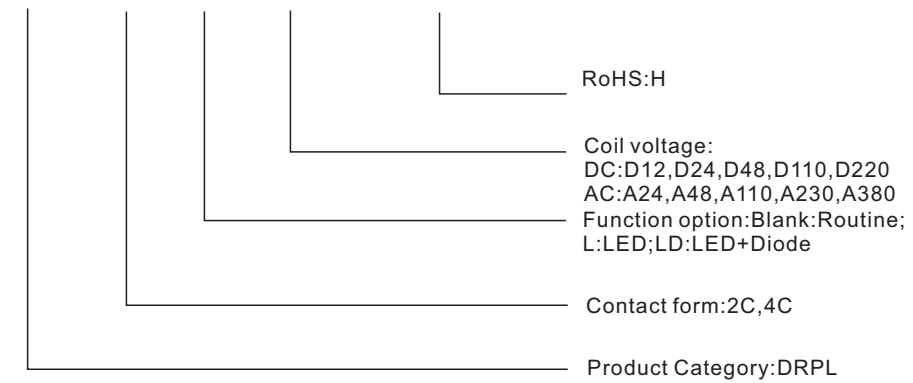 RoHS:H
Coil voltage:
DC:D12,D24,D48,D110,D220
AC:A24,A48,A110,A230,A380
Function option:Blank:Routine;
L:LED;LD:LED+Diode
Contact form:2C,4C
Product Category:DRPL